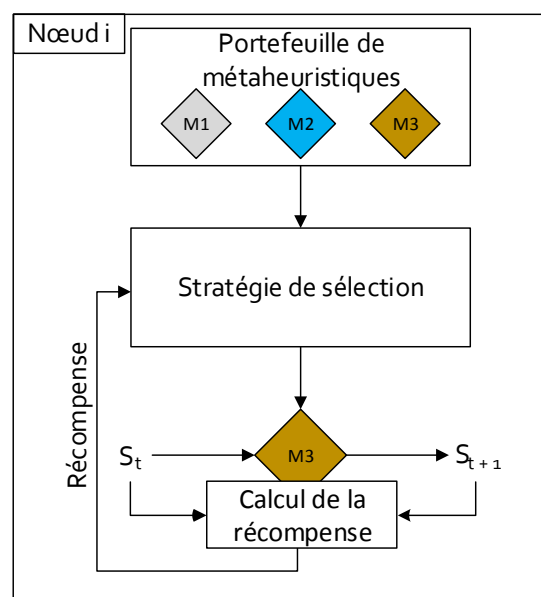 Nœud i
Portefeuille de
métaheuristiques
M1 M2 M3
Stratégie de sélection
Récompense
St M3 St+1
Calcul de la
récompense